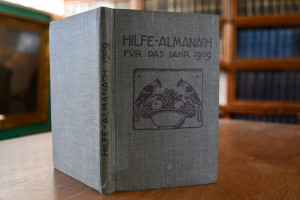 HILFE-ALMANACH
FÜR DAS JAHR 1909
HILFE-ALMANACH 1909